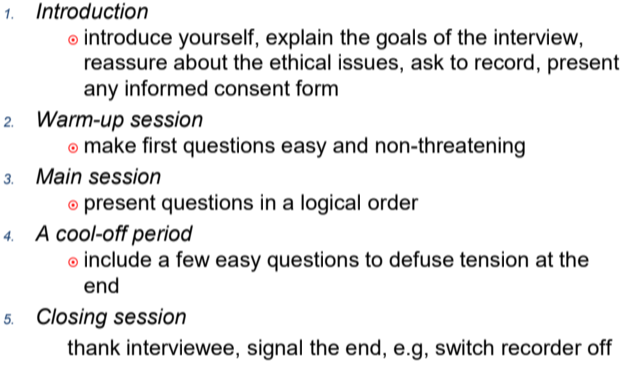 1. Introduction
introduce yourself, explain the goals of the interview,
reassure about the ethical issues, ask to record, present
any informed consent form
2. Warm-up session
make first questions easy and non-threatening
3. Main session
present questions in a logical order
4. A cool-off period
include a few easy questions to defuse tension at the
end
5. Closing session
thank interviewee, signal the end, e.g, switch recorder off